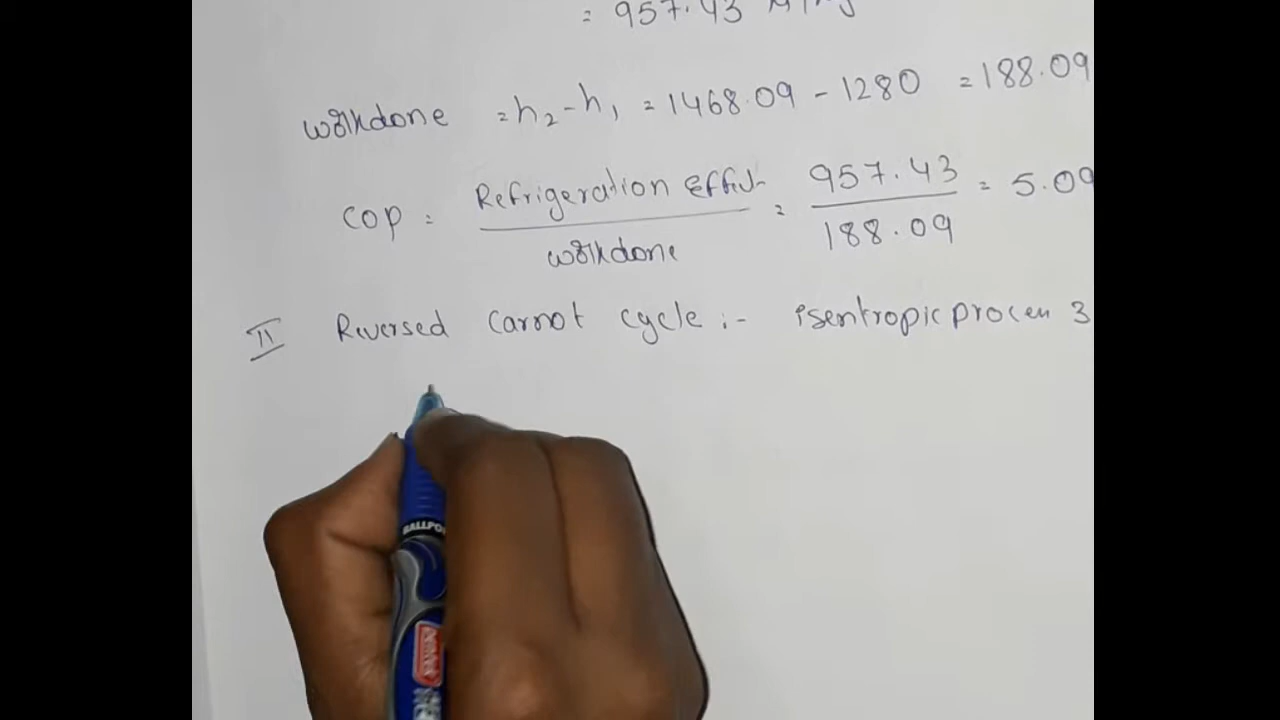 = 957.43
workdone = h₂ - h₁ = 1468.09 - 1280 = 188.09
COP = Refrigeration Effect / workdone = 957.43 / 188.09 = 5.09
II Reversed Carnot cycle :- isentropic process 3
BALLPO